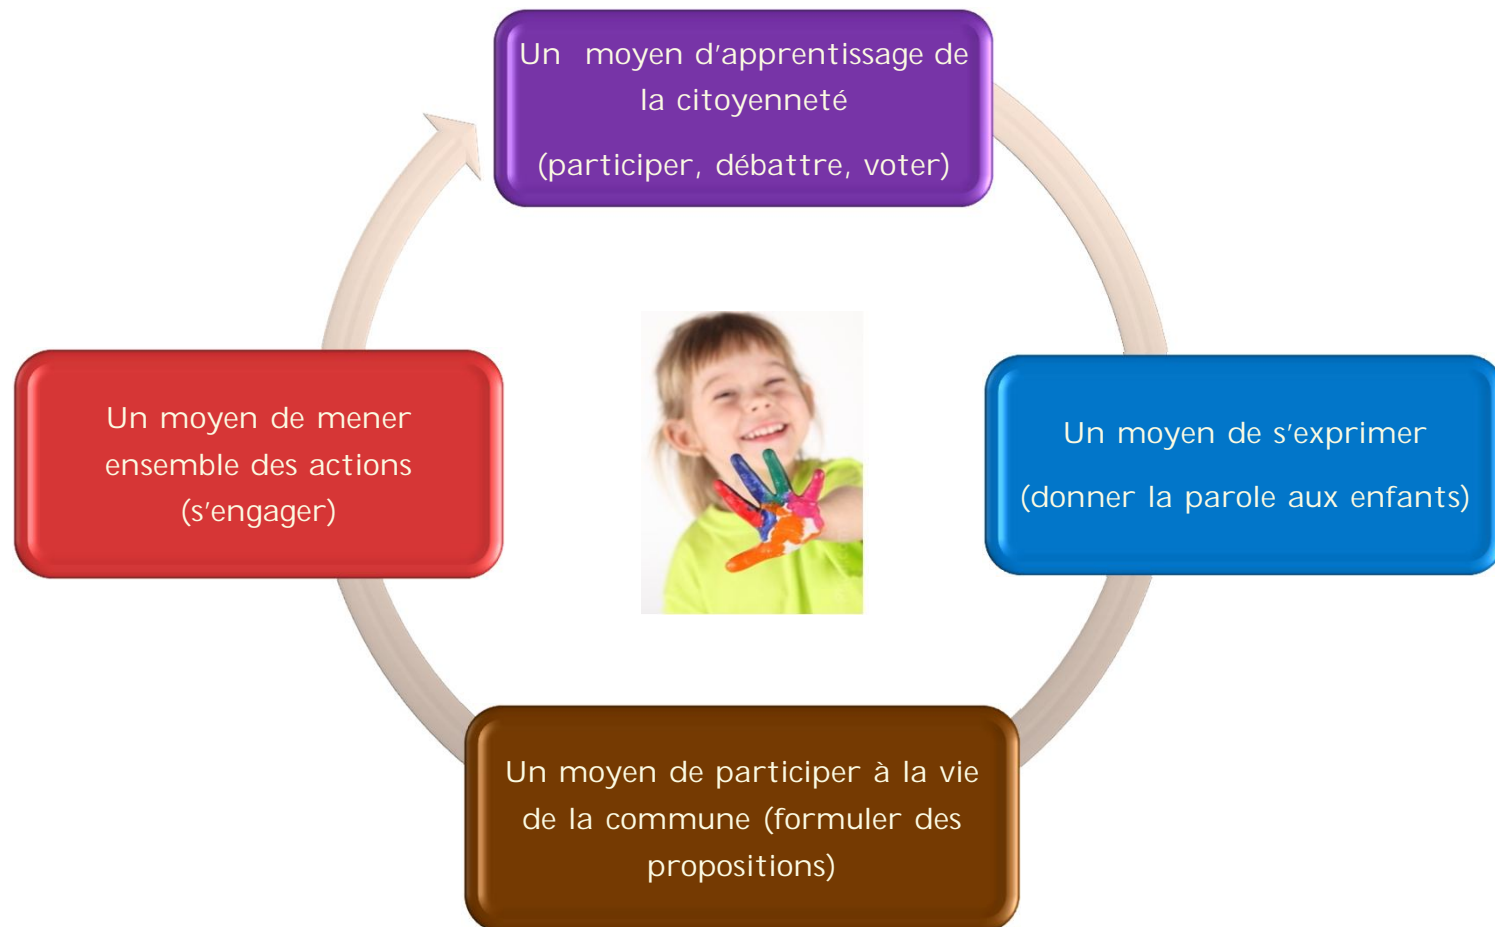 Un moyen d'apprentissage de
la citoyenneté
(participer, débattre, voter)
Un moyen de s'exprimer
(donner la parole aux enfants)
Un moyen de participer à la vie
de la commune (formuler des
propositions)
Un moyen de mener
ensemble des actions
(s'engager)